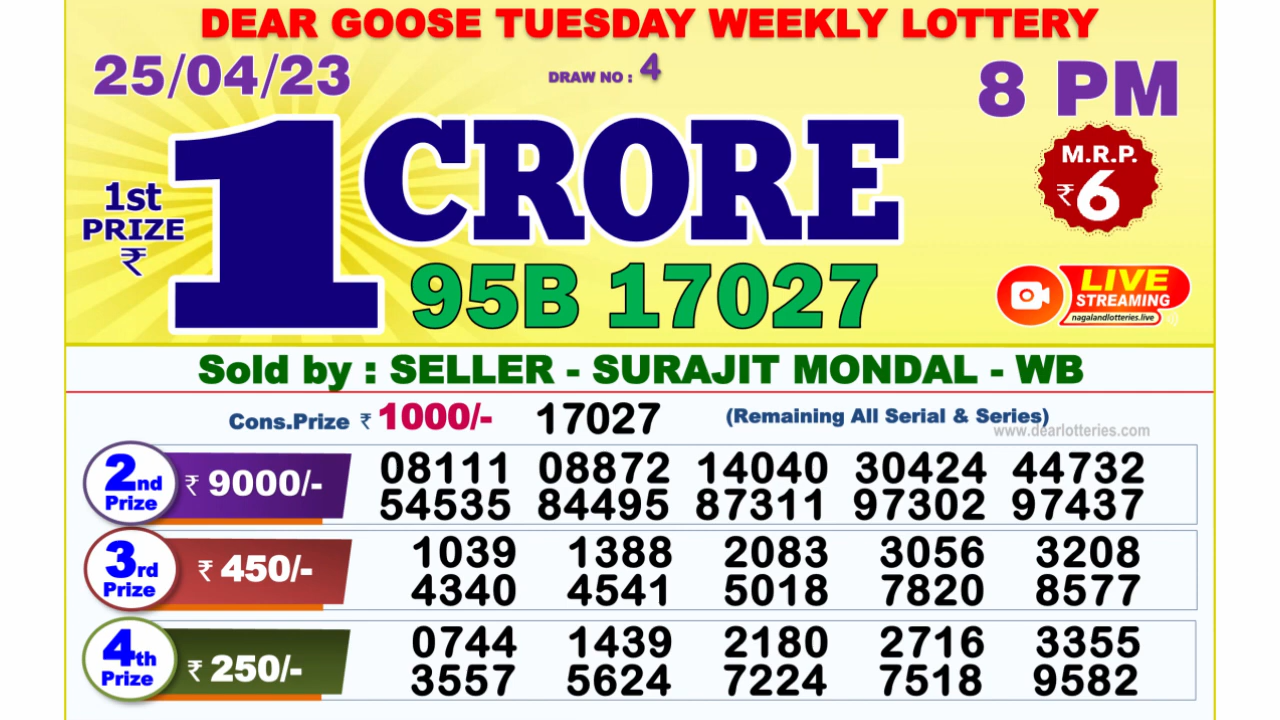 DEAR GOOSE TUESDAY WEEKLY LOTTERY
25/04/23 DRAW NO : 4 8 PM
1st PRIZE ₹ 1 CRORE
M.R.P. ₹ 6
95B 17027
LIVE STREAMING
nagalandlotteries.live
Sold by : SELLER - SURAJIT MONDAL - WB
Cons.Prize ₹ 1000/- 17027 (Remaining All Serial & Series)
www.dearlotteries.com
2nd Prize ₹ 9000/-
08111 08872 14040 30424 44732
54535 84495 87311 97302 97437
3rd Prize ₹ 450/-
1039 1388 2083 3056 3208
4340 4541 5018 7820 8577
4th Prize ₹ 250/-
0744 1439 2180 2716 3355
3557 5624 7224 7518 9582